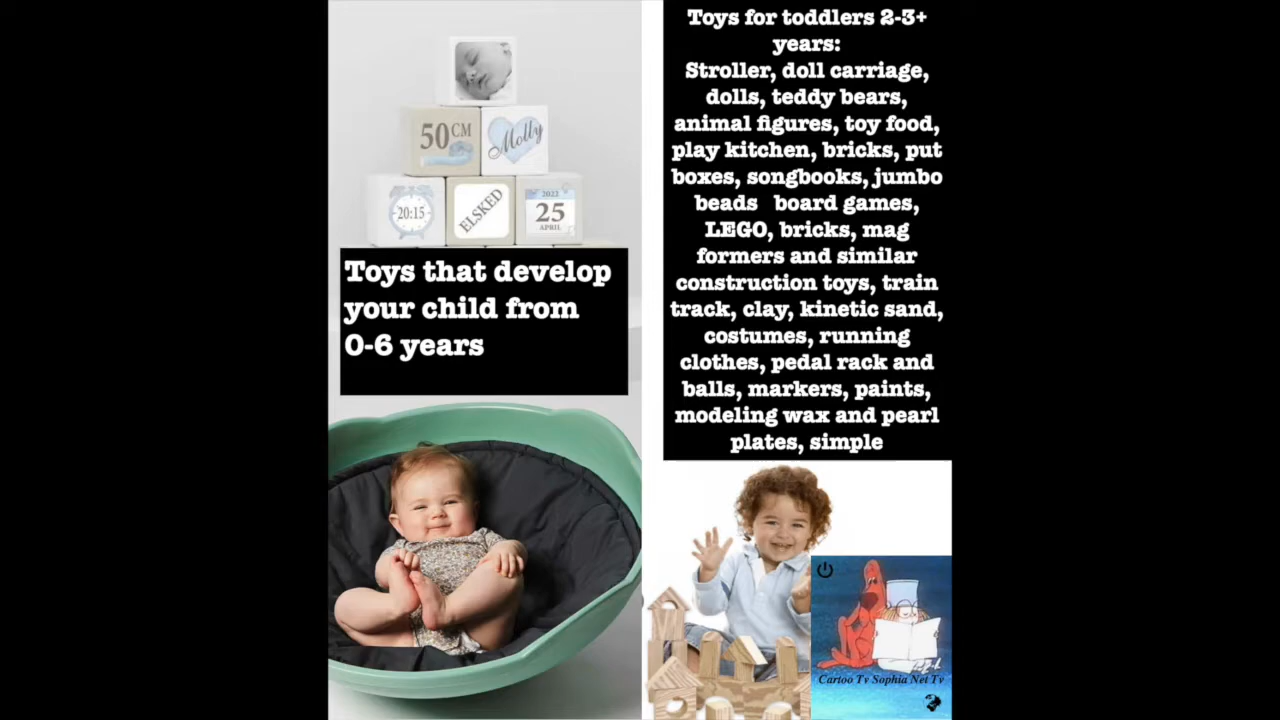 50CM
Molly
20:15
ELSKED
2022
25
APRIL
Toys that develop
your child from
0-6 years
Toys for toddlers 2-3+
years:
Stroller, doll carriage,
dolls, teddy bears,
animal figures, toy food,
play kitchen, bricks, put
boxes, songbooks, jumbo
beads board games,
LEGO, bricks, mag
formers and similar
construction toys, train
track, clay, kinetic sand,
costumes, running
clothes, pedal rack and
balls, markers, paints,
modeling wax and pearl
plates, simple
Cartoo Tv Sophia Net Tv